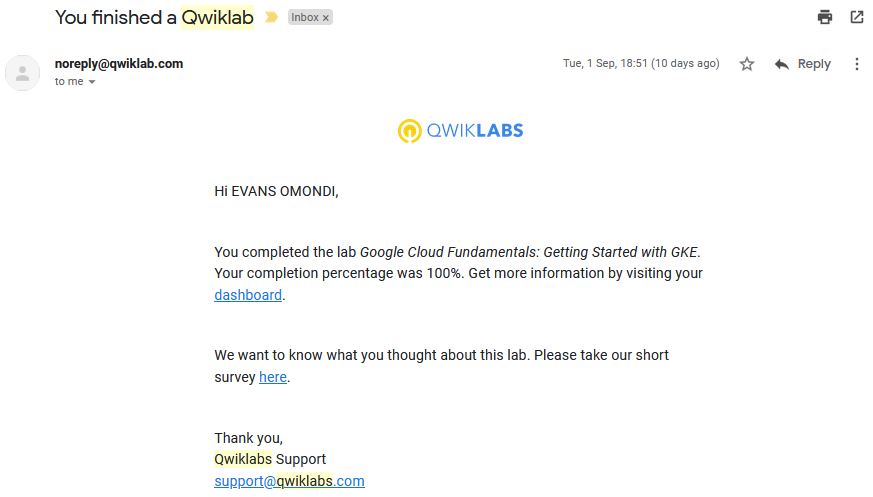 You finished a Qwiklab
Inbox x
noreply@qwiklab.com
Tue, 1 Sep, 18:51 (10 days ago)
Reply
to me
QWIKLABS
Hi EVANS OMONDI,
You completed the lab Google Cloud Fundamentals: Getting Started with GKE.
Your completion percentage was 100%. Get more information by visiting your
dashboard.
We want to know what you thought about this lab. Please take our short
survey here.
Thank you,
Qwiklabs Support
support@qwiklabs.com